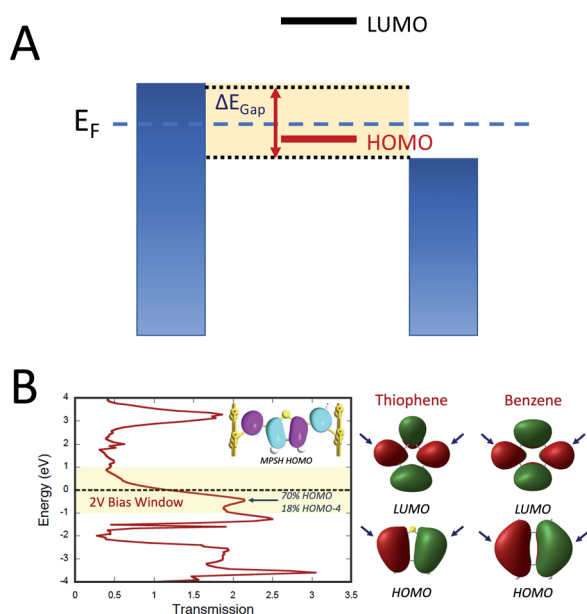 A
LUMO
ΔE_Gap
E_F
HOMO
B
4
3
2
1
0
-1
-2
-3
-4
Energy (eV)
0
0.5
1
1.5
2
2.5
3
3.5
Transmission
MPSH HOMO
2V Bias Window
70% HOMO
18% HOMO-4
Thiophene
Benzene
LUMO
LUMO
HOMO
HOMO